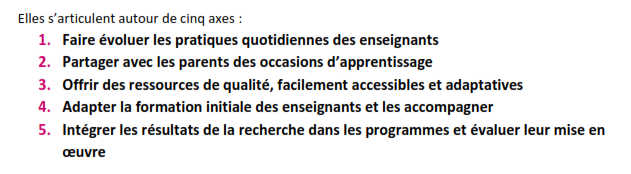 Elles s’articulent autour de cinq axes :
1. Faire évoluer les pratiques quotidiennes des enseignants
2. Partager avec les parents des occasions d’apprentissage
3. Offrir des ressources de qualité, facilement accessibles et adaptatives
4. Adapter la formation initiale des enseignants et les accompagner
5. Intégrer les résultats de la recherche dans les programmes et évaluer leur mise en
œuvre